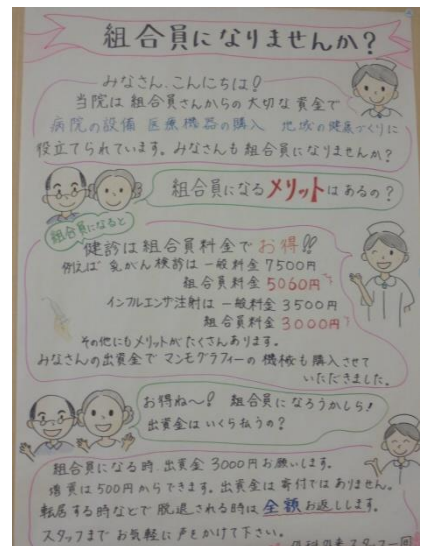 組合員になりませんか?
みなさん、こんにちは!
当院は組合員さんからの大切な資金で
病院の設備 医療機器の購入 地域の健康づくりに
役立てられています。みなさんも組合員になりませんか?
組合員になるメリットはあるの?
組合員になると
健診は組合員料金でお得!!
例えば 乳がん検診は一般料金7500円
組合員料金5060円
インフルエンザ注射は一般料金3500円
組合員料金3000円
その他にもメリットがたくさんあります。
みなさんの出資金でマンモグラフィーの機械も購入させて
いただきました。
お得ね〜! 組合員になろうかしら!
出資金はいくら払うの?
組合員になる時、出資金3000円お願いします。
増資は500円からできます。出資金は寄付ではありません。
転居する時などで脱退される時は全額お返しします。
スタッフまでお気軽に声をかけて下さい。
外科外来スタッフ一同